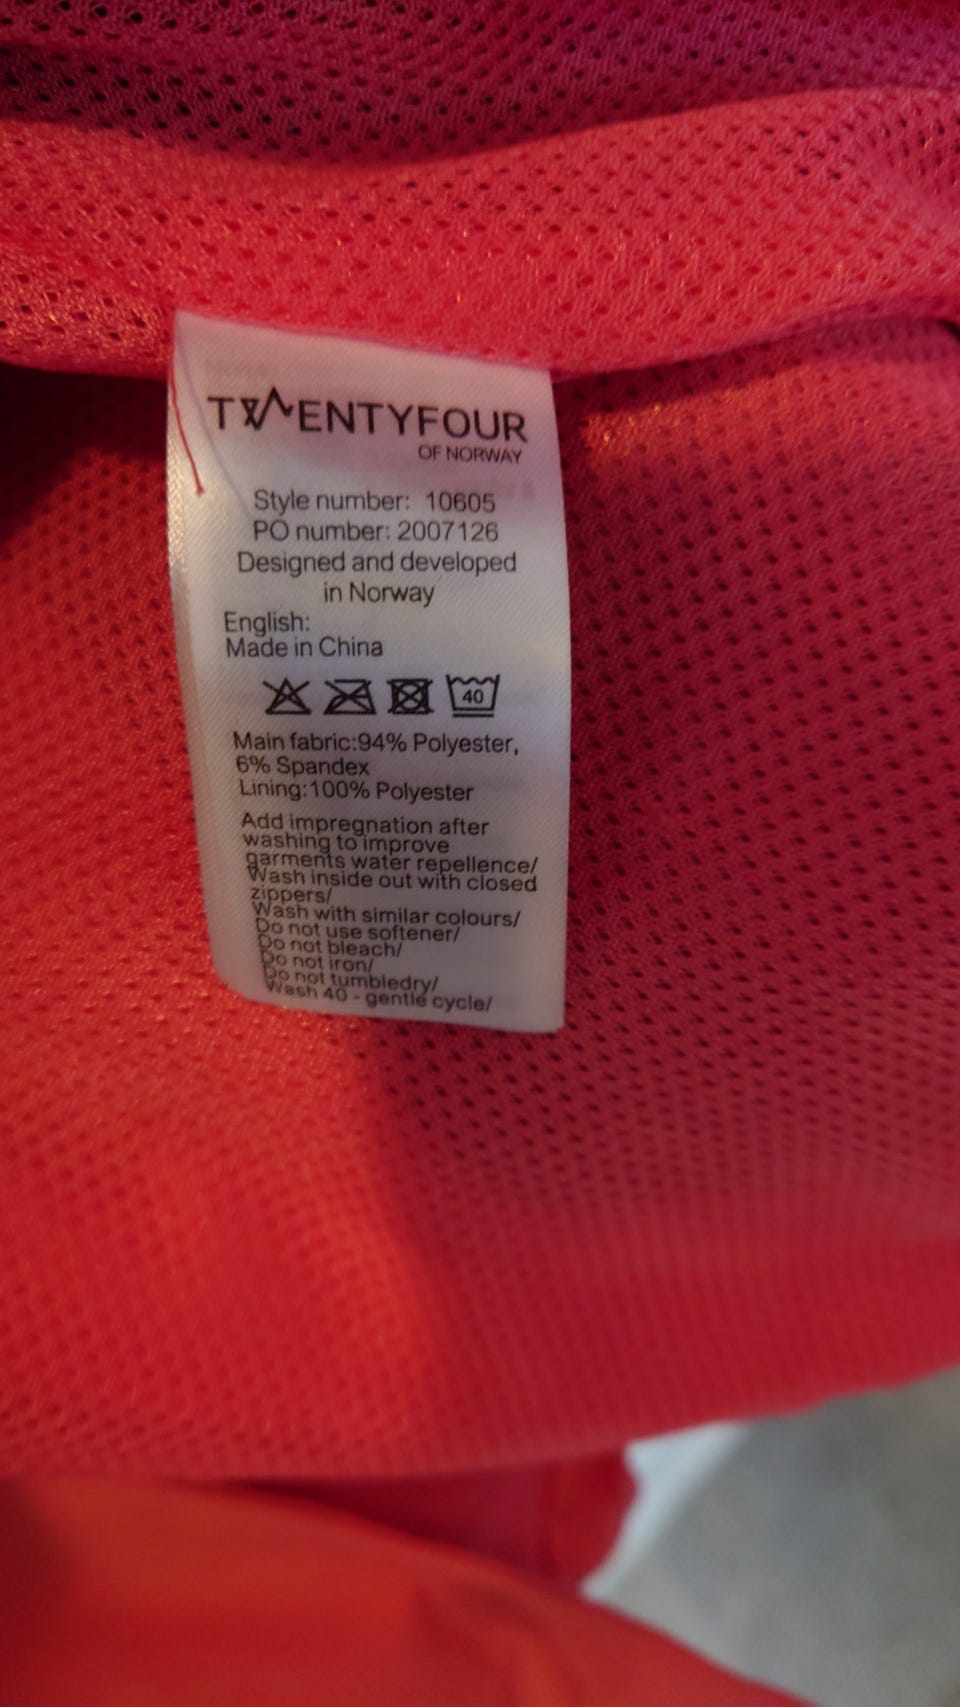 TWENTYFOUR
OF NORWAY
Style number: 10605
PO number: 2007126
Designed and developed
in Norway
English:
Made in China
40
Main fabric:94% Polyester,
6% Spandex
Lining:100% Polyester
Add impregnation after
washing to improve
garments water repellence/
Wash inside out with closed
zippers/
Wash with similar colours/
Do not use softener/
Do not bleach/
Do not iron/
Do not tumbledry/
Wash 40 - gentle cycle/